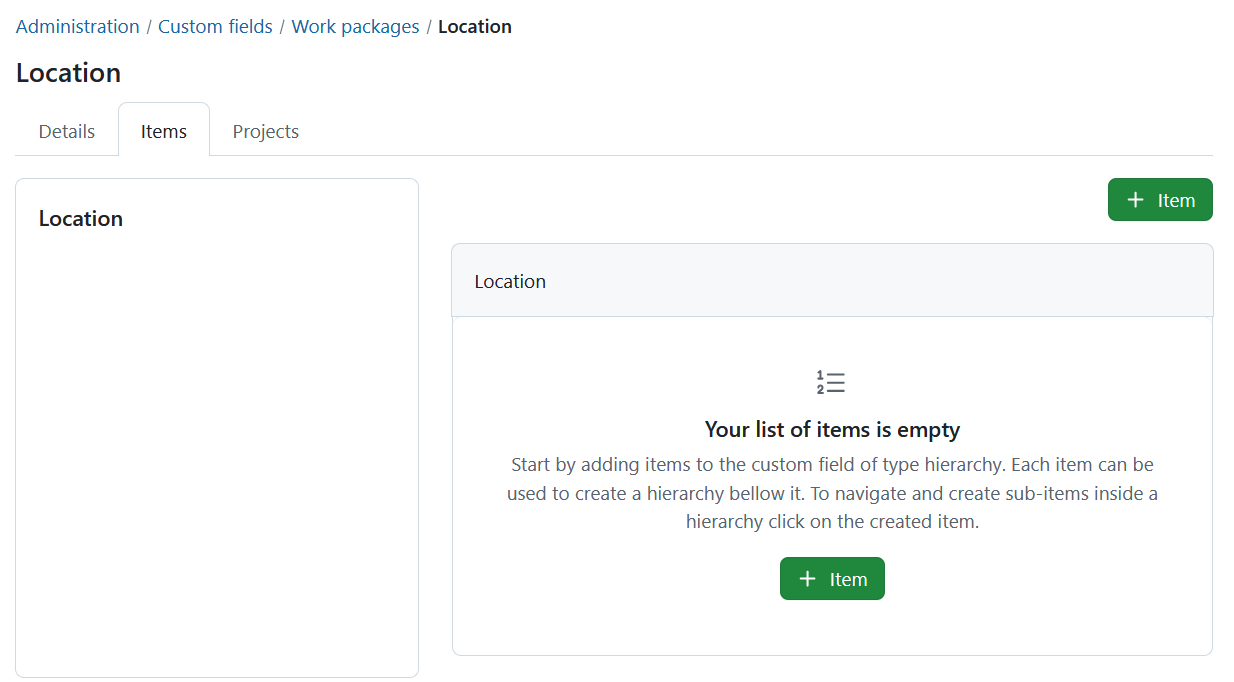 Administration / Custom fields / Work packages / Location
Location
Details Items Projects
Location
+ Item
Location
1
2
Your list of items is empty
Start by adding items to the custom field of type hierarchy. Each item can be
used to create a hierarchy bellow it. To navigate and create sub-items inside a
hierarchy click on the created item.
+ Item